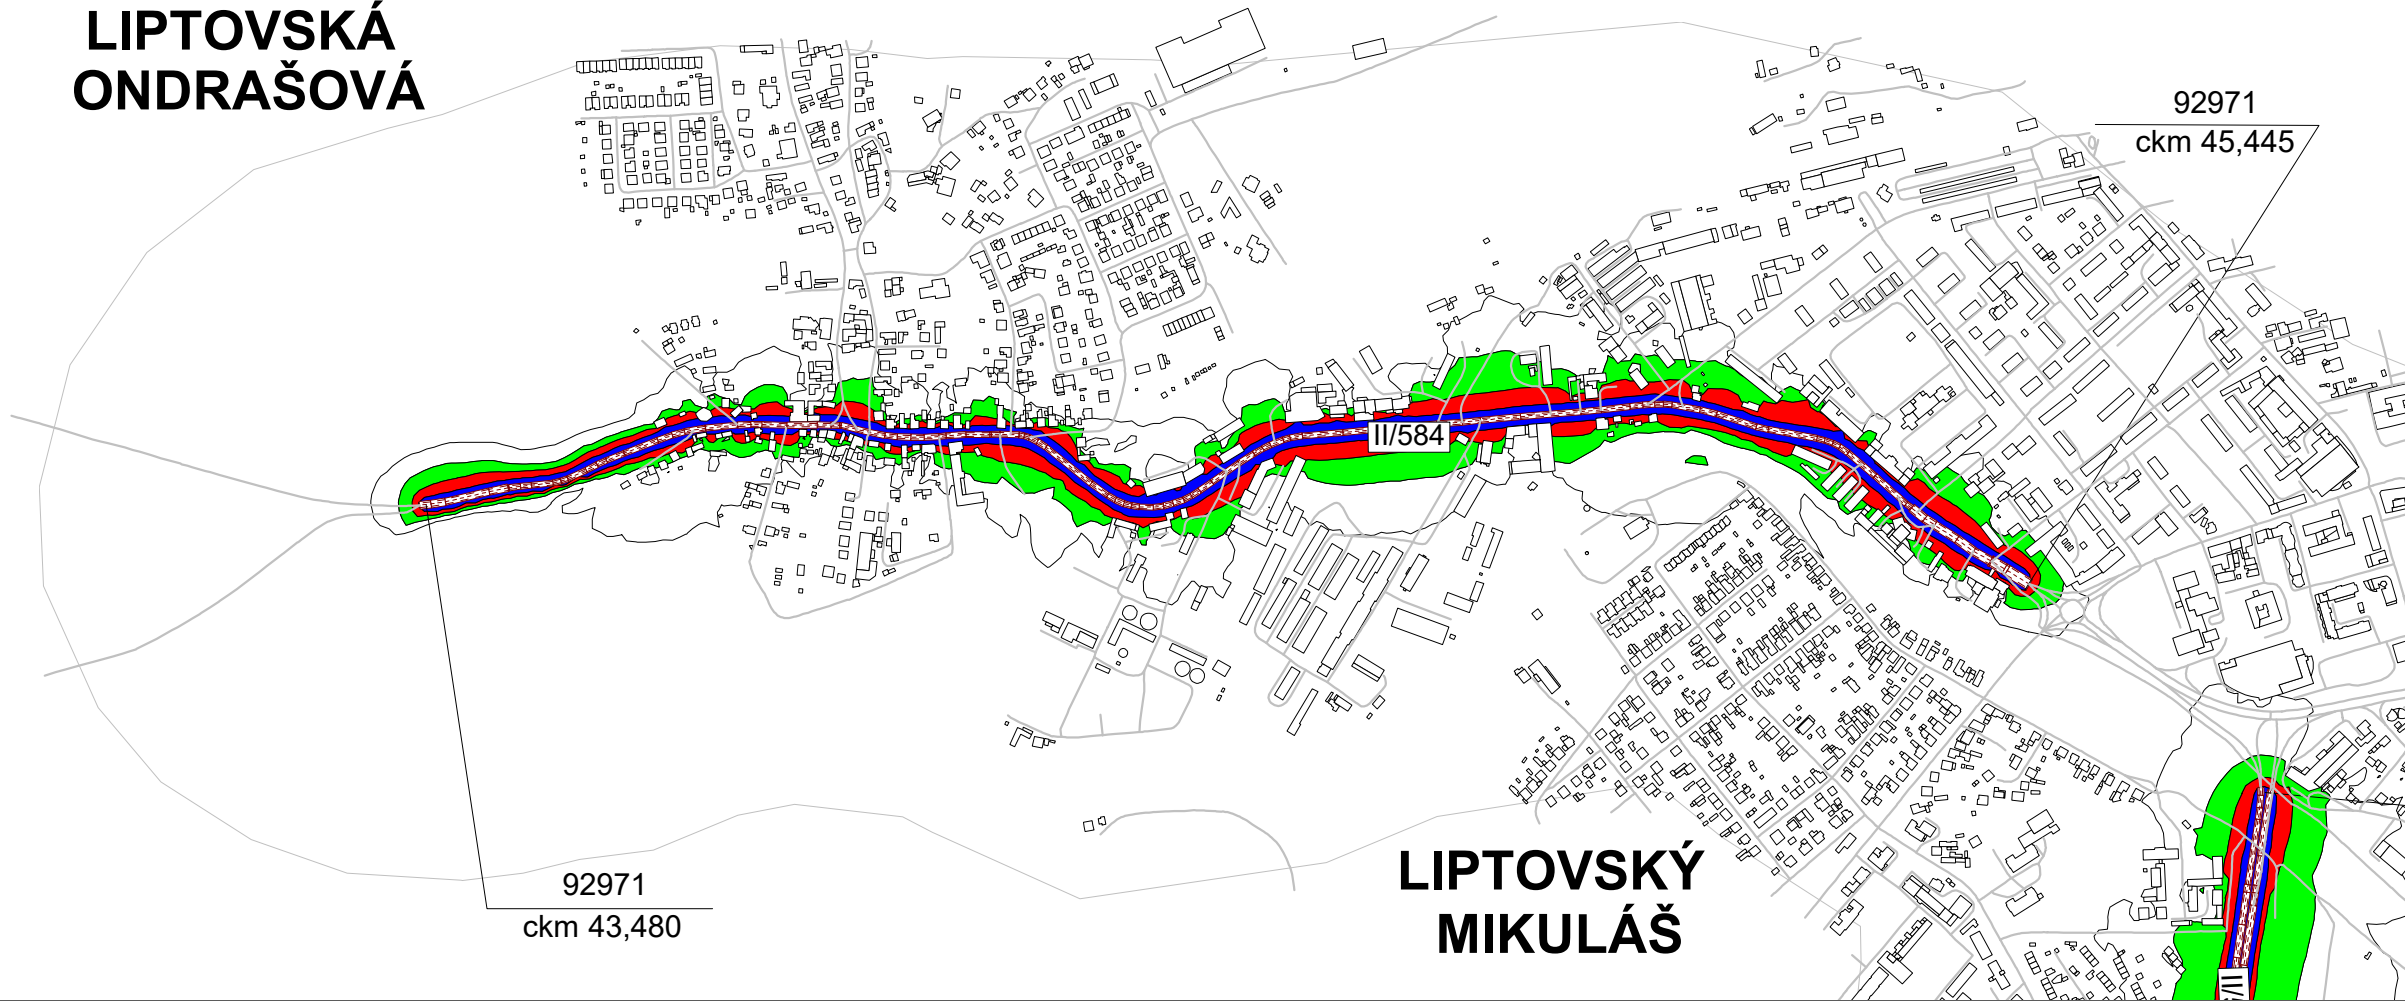 LIPTOVSKÁ
ONDRAŠOVÁ
92971
ckm 45,445
II/584
92971
ckm 43,480
LIPTOVSKÝ
MIKULÁŠ